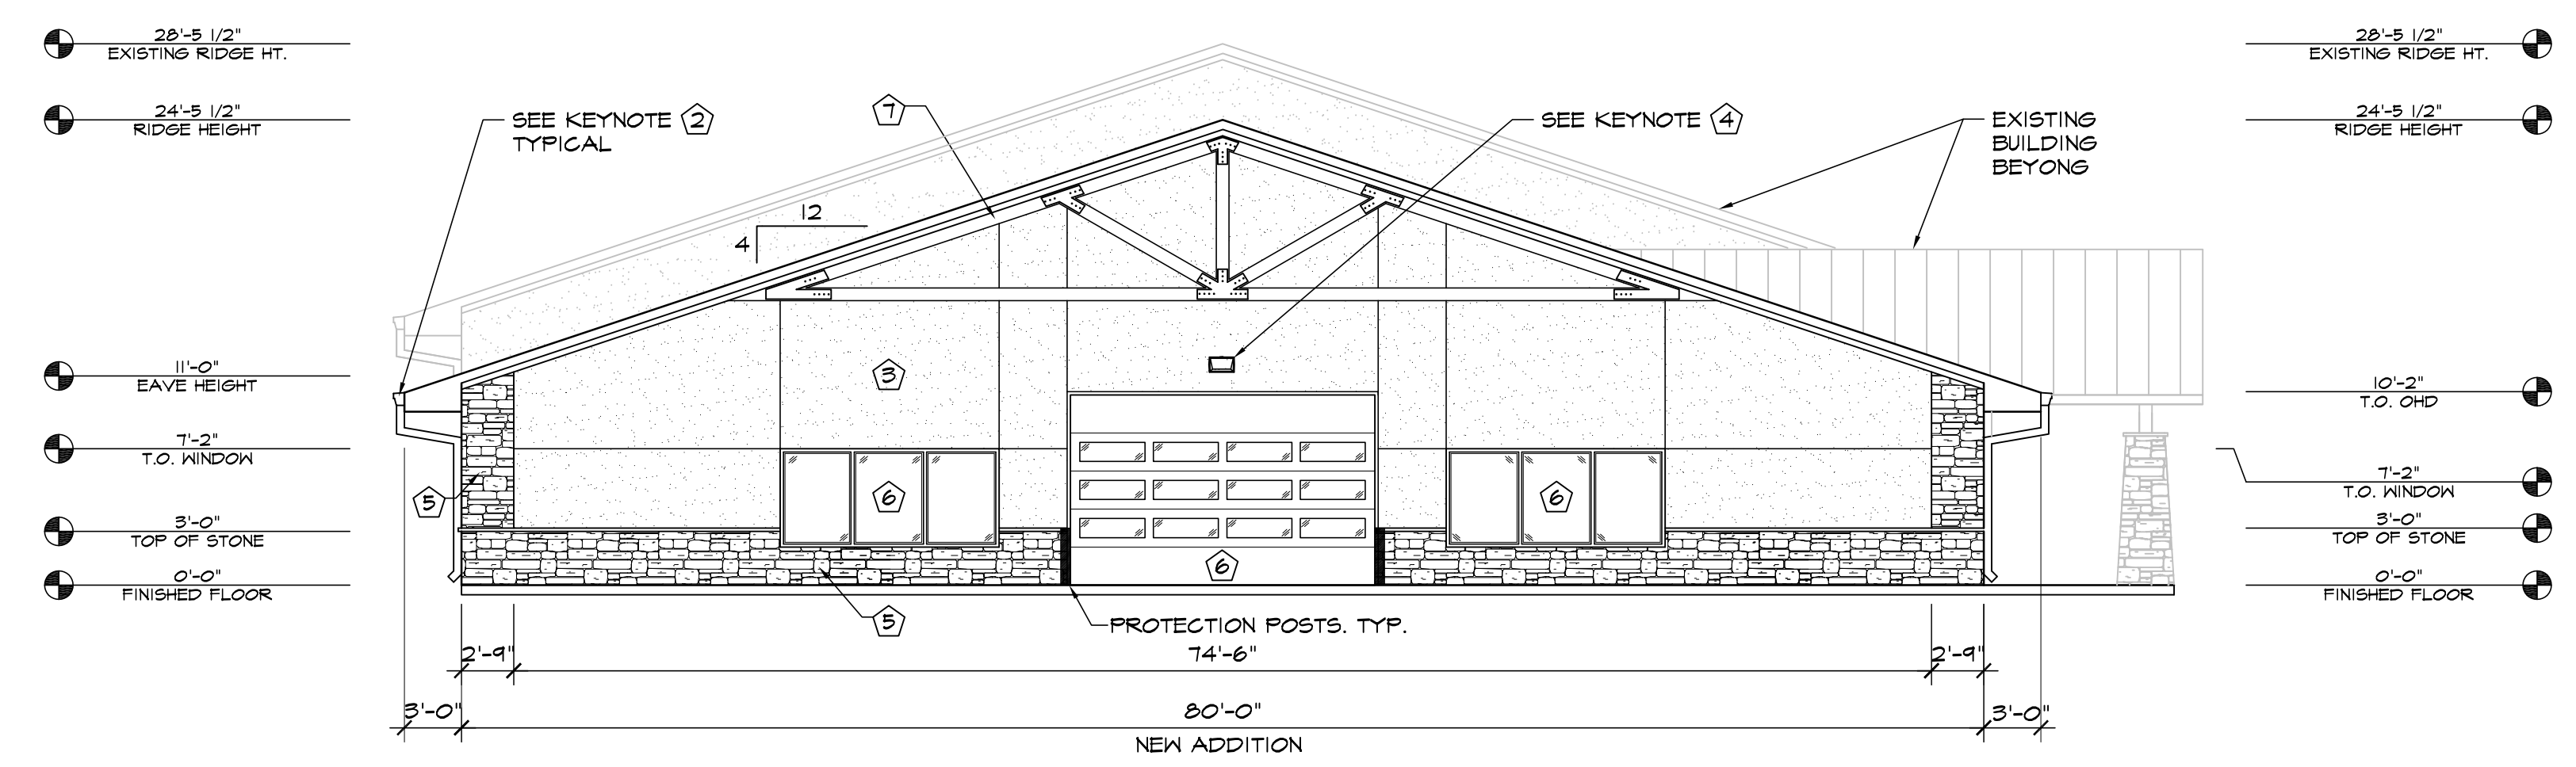 28'-5 1/2"
EXISTING RIDGE HT.
24'-5 1/2"
RIDGE HEIGHT
11'-0"
EAVE HEIGHT
7'-2"
T.O. WINDOW
3'-0"
TOP OF STONE
0'-0"
FINISHED FLOOR
SEE KEYNOTE 2
TYPICAL
7
12
4
SEE KEYNOTE 4
EXISTING
BUILDING
BEYONG
3
5
6
6
6
5
PROTECTION POSTS. TYP.
2'-9"
74'-6"
2'-9"
3'-0"
80'-0"
3'-0"
NEW ADDITION
28'-5 1/2"
EXISTING RIDGE HT.
24'-5 1/2"
RIDGE HEIGHT
10'-2"
T.O. OHD
7'-2"
T.O. WINDOW
3'-0"
TOP OF STONE
0'-0"
FINISHED FLOOR